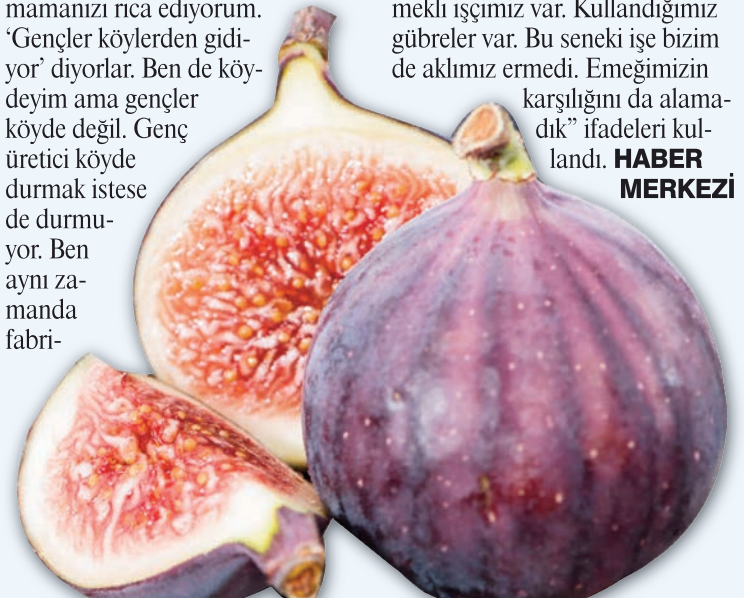 mamanızı rica ediyorum.
‘Gençler köylerden gidi-
yor’ diyorlar. Ben de köy-
deyim ama gençler
köyde değil. Genç
üretici köyde
durmak istese
de durmu-
yor. Ben
aynı za-
manda
fabri-
mekli işçimiz var. Kullandığımız
gübreler var. Bu seneki işe bizim
de aklımız ermedi. Emeğimizin
karşılığını da alama-
dık” ifadeleri kul-
landı. HABER
MERKEZİ